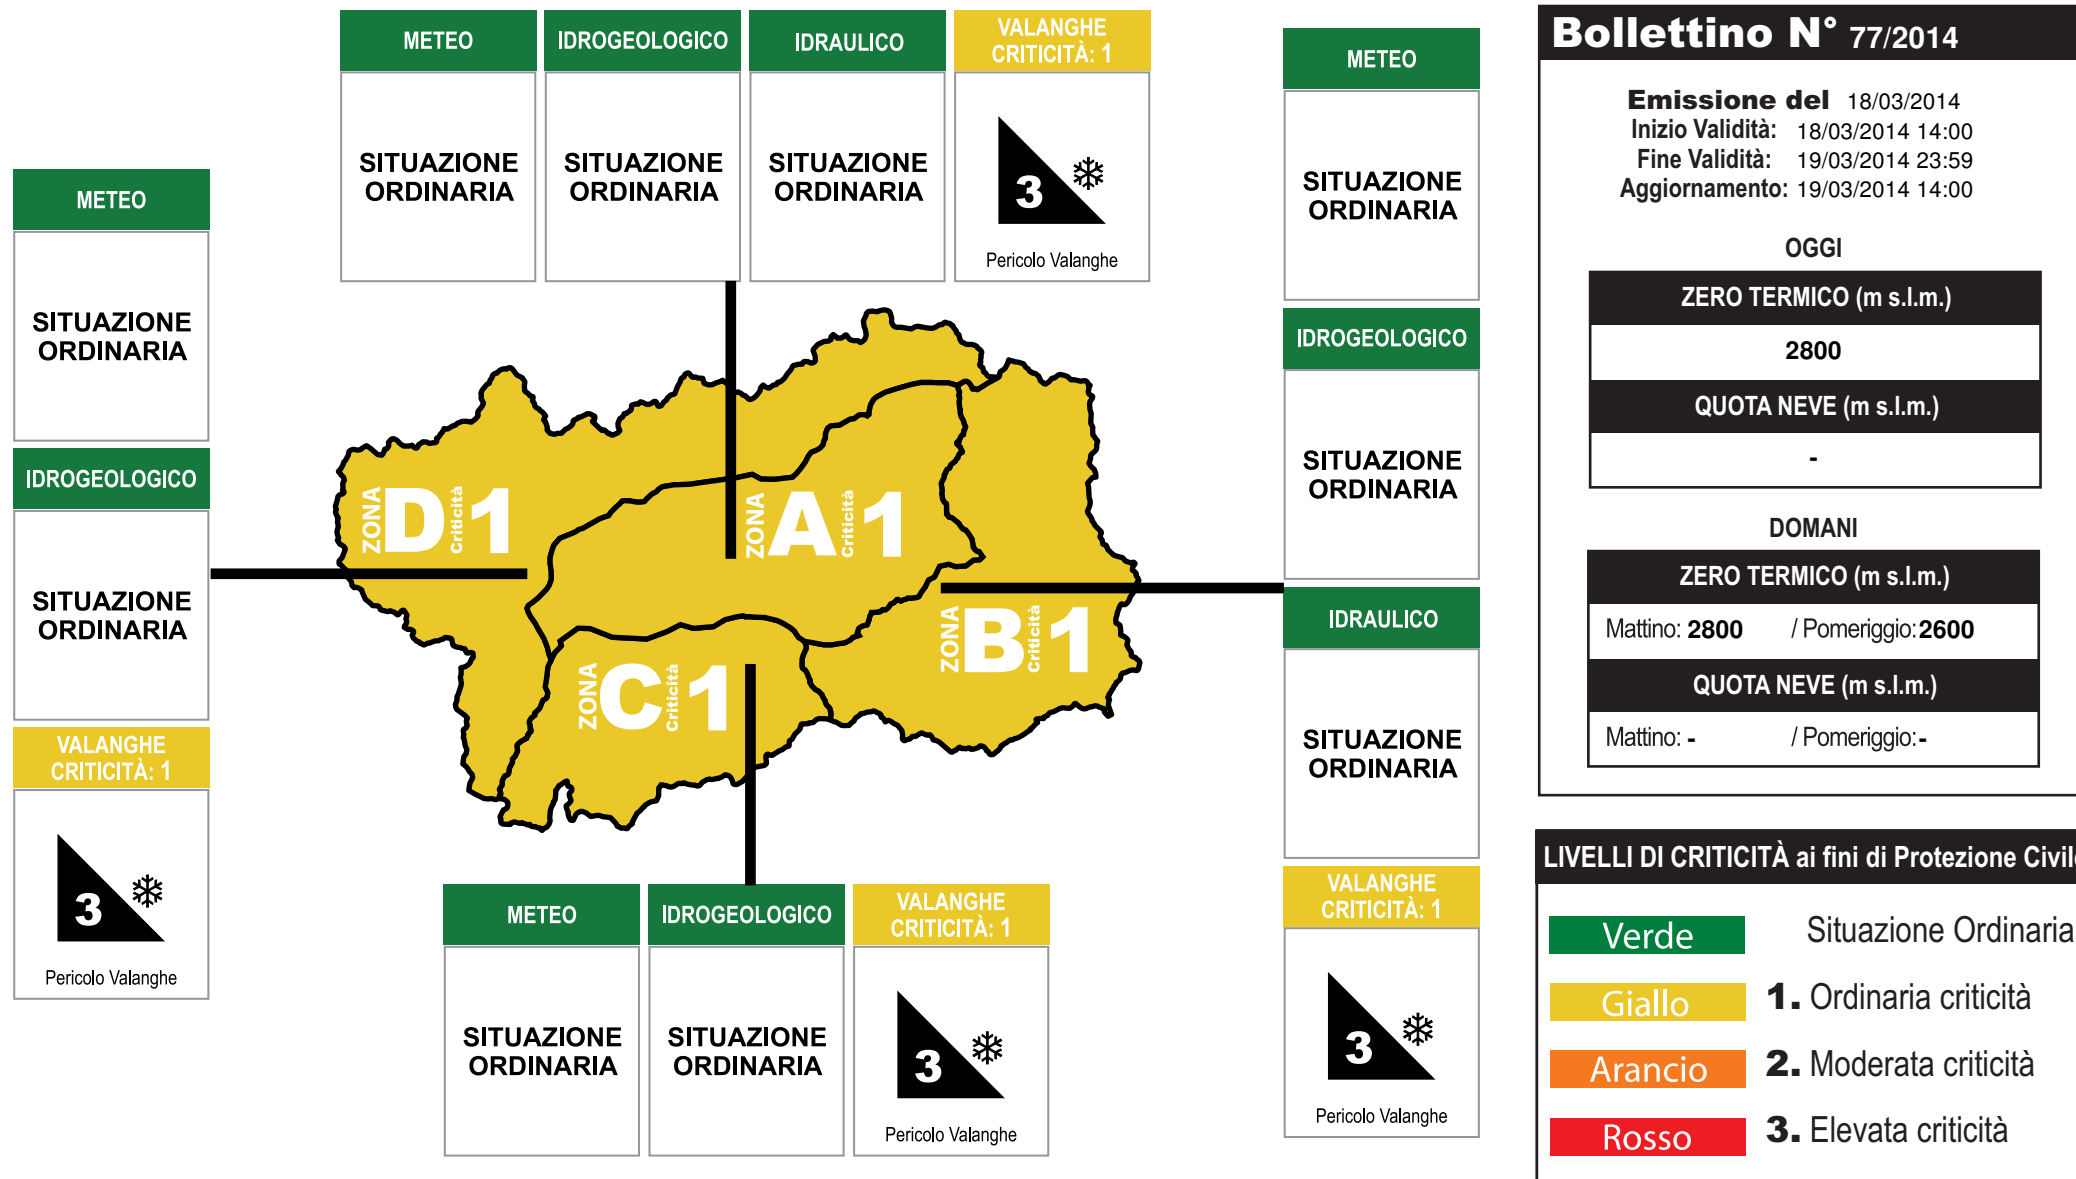 METEO
SITUAZIONE
ORDINARIA
IDROGEOLOGICO
SITUAZIONE
ORDINARIA
IDRAULICO
SITUAZIONE
ORDINARIA
VALANGHE
CRITICITÀ: 1
3
Pericolo Valanghe
METEO
SITUAZIONE
ORDINARIA
IDROGEOLOGICO
SITUAZIONE
ORDINARIA
VALANGHE
CRITICITÀ: 1
3
Pericolo Valanghe
ZONA D Criticità 1
ZONA A Criticità 1
ZONA B Criticità 1
ZONA C Criticità 1
METEO
SITUAZIONE
ORDINARIA
IDROGEOLOGICO
SITUAZIONE
ORDINARIA
VALANGHE
CRITICITÀ: 1
3
Pericolo Valanghe
METEO
SITUAZIONE
ORDINARIA
IDROGEOLOGICO
SITUAZIONE
ORDINARIA
IDRAULICO
SITUAZIONE
ORDINARIA
VALANGHE
CRITICITÀ: 1
3
Pericolo Valanghe
Bollettino N° 77/2014
Emissione del 18/03/2014
Inizio Validità: 18/03/2014 14:00
Fine Validità: 19/03/2014 23:59
Aggiornamento: 19/03/2014 14:00
OGGI
ZERO TERMICO (m s.l.m.)
2800
QUOTA NEVE (m s.l.m.)
-
DOMANI
ZERO TERMICO (m s.l.m.)
Mattino: 2800 / Pomeriggio: 2600
QUOTA NEVE (m s.l.m.)
Mattino: - / Pomeriggio: -
LIVELLI DI CRITICITÀ ai fini di Protezione Civile
Verde Situazione Ordinaria
Giallo 1. Ordinaria criticità
Arancio 2. Moderata criticità
Rosso 3. Elevata criticità